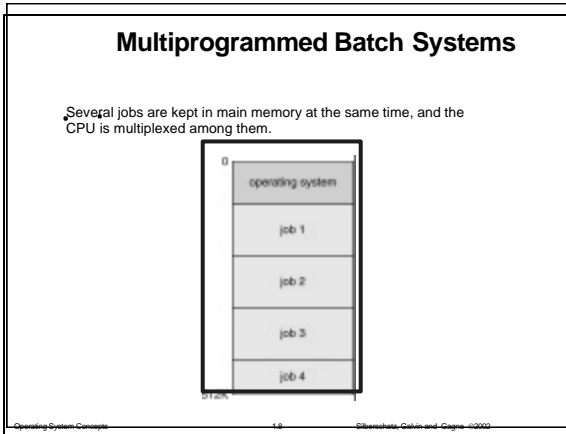 Multiprogrammed Batch Systems
Several jobs are kept in main memory at the same time, and the
CPU is multiplexed among them.
0
operating system
job 1
job 2
job 3
job 4
512K
Operating System Concepts 1.8 Silberschatz, Galvin and Gagne ©2002